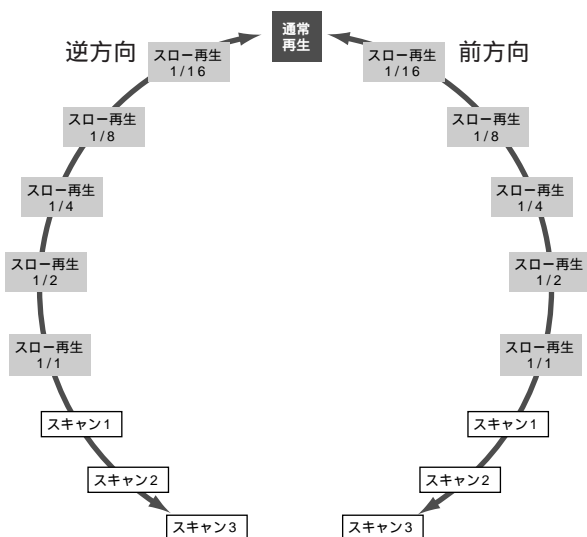 通常
再生
逆方向
前方向
スロー再生
1/16
スロー再生
1/16
スロー再生
1/8
スロー再生
1/8
スロー再生
1/4
スロー再生
1/4
スロー再生
1/2
スロー再生
1/2
スロー再生
1/1
スロー再生
1/1
スキャン1
スキャン1
スキャン2
スキャン2
スキャン3
スキャン3